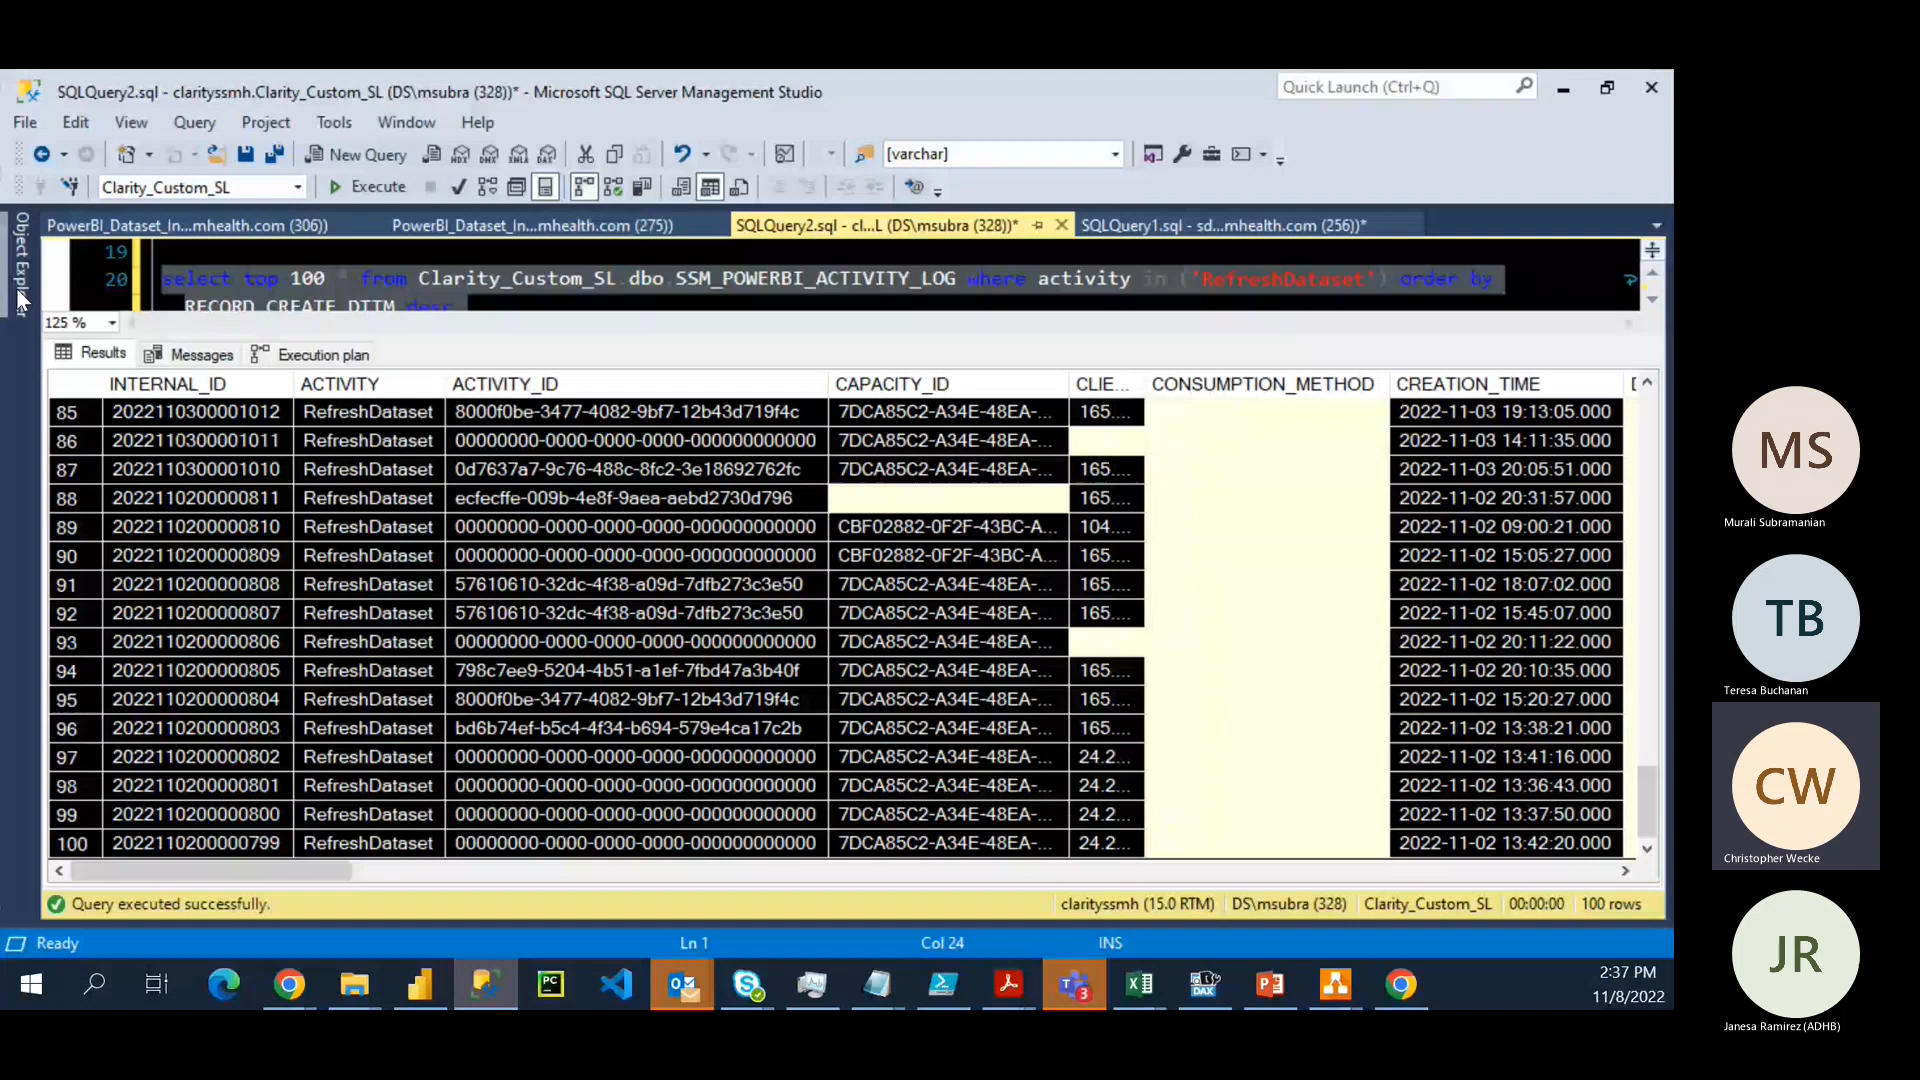 SQLQuery2.sql - clarityssmh.Clarity_Custom_SL (DS\msubra (328))* - Microsoft SQL Server Management Studio
Quick Launch (Ctrl+Q)
File Edit View Query Project Tools Window Help
New Query MDX DMX XMLA DAX [varchar]
Clarity_Custom_SL Execute
Object Explorer
PowerBI_Dataset_In...mhealth.com (306)) PowerBI_Dataset_In...mhealth.com (275)) SQLQuery2.sql - cl...L (DS\msubra (328))* SQLQuery1.sql - sd...mhealth.com (256))*
19
20 select top 100 * from Clarity_Custom_SL.dbo.SSM_POWERBI_ACTIVITY_LOG where activity in ('RefreshDataset') order by
RECORD_CREATE_DTTM desc
125 %
Results Messages Execution plan
INTERNAL_ID ACTIVITY ACTIVITY_ID CAPACITY_ID CLIE... CONSUMPTION_METHOD CREATION_TIME
85 2022110300001012 RefreshDataset 8000f0be-3477-4082-9bf7-12b43d719f4c 7DCA85C2-A34E-48EA-... 165.... 2022-11-03 19:13:05.000
86 2022110300001011 RefreshDataset 00000000-0000-0000-0000-000000000000 7DCA85C2-A34E-48EA-... 2022-11-03 14:11:35.000
87 2022110300001010 RefreshDataset 0d7637a7-9c76-488c-8fc2-3e18692762fc 7DCA85C2-A34E-48EA-... 165.... 2022-11-03 20:05:51.000
88 2022110200000811 RefreshDataset ecfecffe-009b-4e8f-9aea-aebd2730d796 165.... 2022-11-02 20:31:57.000
89 2022110200000810 RefreshDataset 00000000-0000-0000-0000-000000000000 CBF02882-0F2F-43BC-A... 104.... 2022-11-02 09:00:21.000
90 2022110200000809 RefreshDataset 00000000-0000-0000-0000-000000000000 CBF02882-0F2F-43BC-A... 165.... 2022-11-02 15:05:27.000
91 2022110200000808 RefreshDataset 57610610-32dc-4f38-a09d-7dfb273c3e50 7DCA85C2-A34E-48EA-... 165.... 2022-11-02 18:07:02.000
92 2022110200000807 RefreshDataset 57610610-32dc-4f38-a09d-7dfb273c3e50 7DCA85C2-A34E-48EA-... 165.... 2022-11-02 15:45:07.000
93 2022110200000806 RefreshDataset 00000000-0000-0000-0000-000000000000 7DCA85C2-A34E-48EA-... 2022-11-02 20:11:22.000
94 2022110200000805 RefreshDataset 798c7ee9-5204-4b51-a1ef-7fbd47a3b40f 7DCA85C2-A34E-48EA-... 165.... 2022-11-02 20:10:35.000
95 2022110200000804 RefreshDataset 8000f0be-3477-4082-9bf7-12b43d719f4c 7DCA85C2-A34E-48EA-... 165.... 2022-11-02 15:20:27.000
96 2022110200000803 RefreshDataset bd6b74ef-b5c4-4f34-b694-579e4ca17c2b 7DCA85C2-A34E-48EA-... 165.... 2022-11-02 13:38:21.000
97 2022110200000802 RefreshDataset 00000000-0000-0000-0000-000000000000 7DCA85C2-A34E-48EA-... 24.2... 2022-11-02 13:41:16.000
98 2022110200000801 RefreshDataset 00000000-0000-0000-0000-000000000000 7DCA85C2-A34E-48EA-... 24.2... 2022-11-02 13:36:43.000
99 2022110200000800 RefreshDataset 00000000-0000-0000-0000-000000000000 7DCA85C2-A34E-48EA-... 24.2... 2022-11-02 13:37:50.000
100 2022110200000799 RefreshDataset 00000000-0000-0000-0000-000000000000 7DCA85C2-A34E-48EA-... 24.2... 2022-11-02 13:42:20.000
Query executed successfully. clarityssmh (15.0 RTM) DS\msubra (328) Clarity_Custom_SL 00:00:00 100 rows
Ready Ln 1 Col 24 INS
2:37 PM
11/8/2022
MS
Murali Subramanian
TB
Teresa Buchanan
CW
Christopher Wecke
JR
Janesa Ramirez (ADHB)